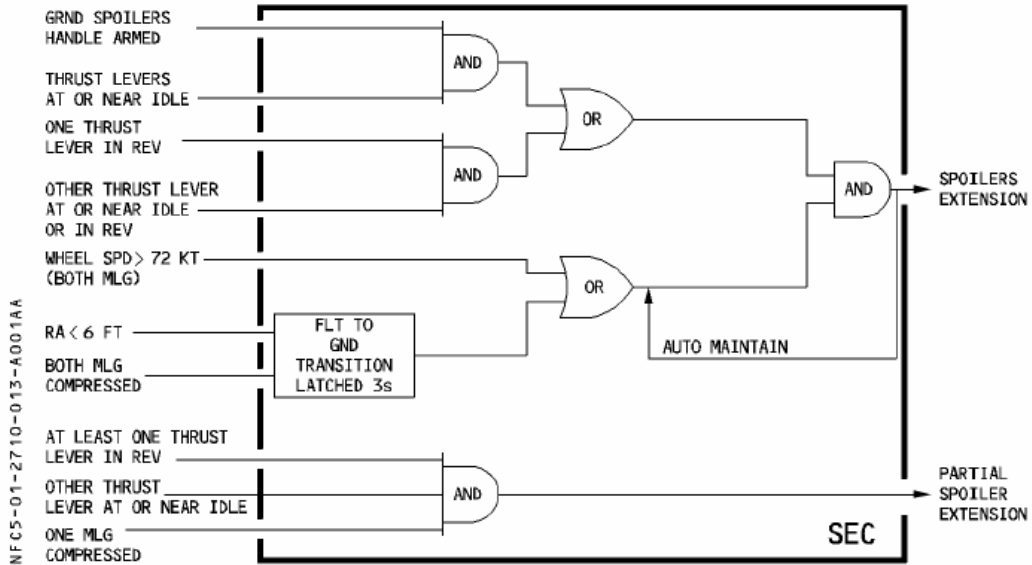 GRND SPOILERS
HANDLE ARMED
THRUST LEVERS
AT OR NEAR IDLE
ONE THRUST
LEVER IN REV
OTHER THRUST LEVER
AT OR NEAR IDLE
OR IN REV
WHEEL SPD> 72 KT
(BOTH MLG)
RA< 6 FT
BOTH MLG
COMPRESSED
AT LEAST ONE THRUST
LEVER IN REV
OTHER THRUST
LEVER AT OR NEAR IDLE
ONE MLG
COMPRESSED
AND
AND
OR
OR
FLT TO
GND
TRANSITION
LATCHED 3s
AND
AUTO MAINTAIN
AND
SEC
SPOILERS
EXTENSION
PARTIAL
SPOILER
EXTENSION
NFC5-01-2710-013-A001AA